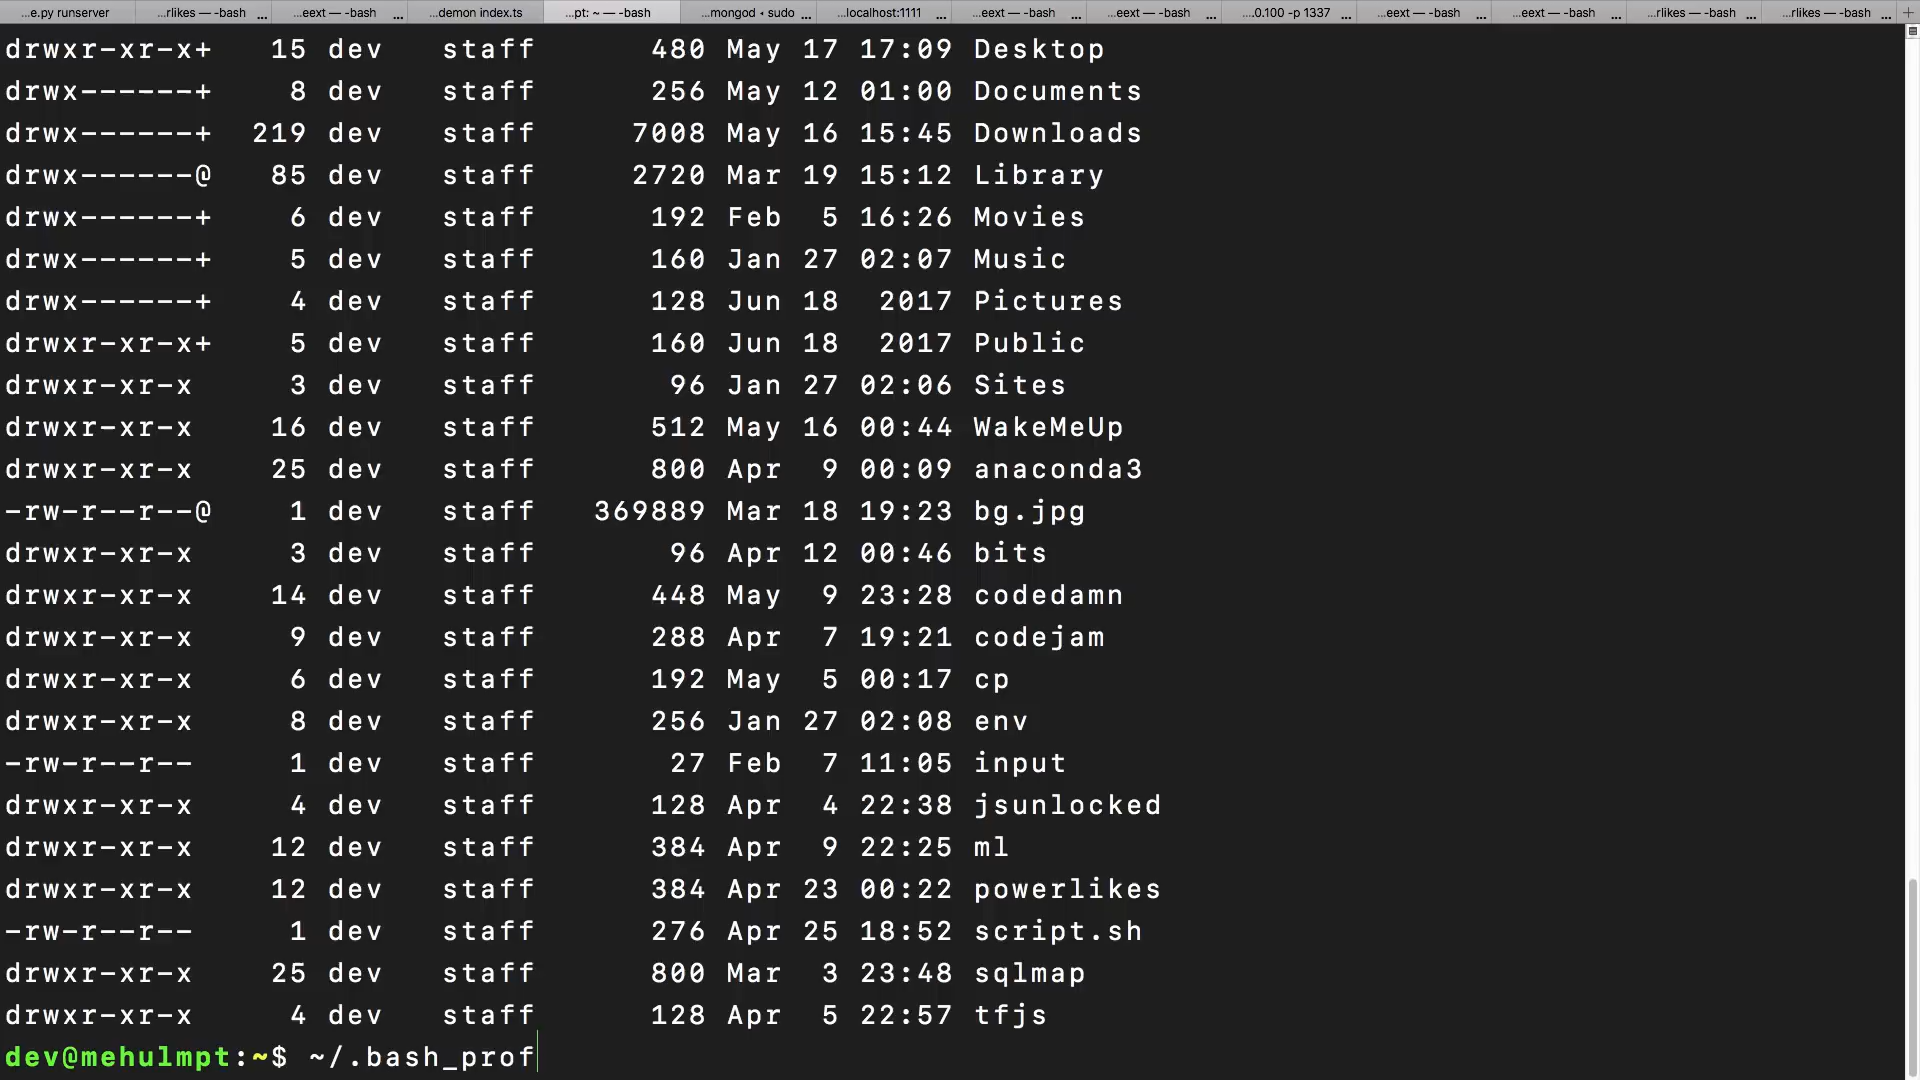 ...e.py runserver ...rlikes — -bash ... ...eext — -bash ... ...demon index.ts ...pt: ~ — -bash ...mongod ◂ sudo ... ...localhost:1111 ... ...eext — -bash ... ...eext — -bash ... ...0.100 -p 1337 ... ...eext — -bash ... ...eext — -bash ... ...rlikes — -bash ... ...rlikes — -bash ... +
drwxr-xr-x+ 15 dev staff 480 May 17 17:09 Desktop
drwx------+ 8 dev staff 256 May 12 01:00 Documents
drwx------+ 219 dev staff 7008 May 16 15:45 Downloads
drwx------@ 85 dev staff 2720 Mar 19 15:12 Library
drwx------+ 6 dev staff 192 Feb 5 16:26 Movies
drwx------+ 5 dev staff 160 Jan 27 02:07 Music
drwx------+ 4 dev staff 128 Jun 18 2017 Pictures
drwxr-xr-x+ 5 dev staff 160 Jun 18 2017 Public
drwxr-xr-x 3 dev staff 96 Jan 27 02:06 Sites
drwxr-xr-x 16 dev staff 512 May 16 00:44 WakeMeUp
drwxr-xr-x 25 dev staff 800 Apr 9 00:09 anaconda3
-rw-r--r--@ 1 dev staff 369889 Mar 18 19:23 bg.jpg
drwxr-xr-x 3 dev staff 96 Apr 12 00:46 bits
drwxr-xr-x 14 dev staff 448 May 9 23:28 codedamn
drwxr-xr-x 9 dev staff 288 Apr 7 19:21 codejam
drwxr-xr-x 6 dev staff 192 May 5 00:17 cp
drwxr-xr-x 8 dev staff 256 Jan 27 02:08 env
-rw-r--r-- 1 dev staff 27 Feb 7 11:05 input
drwxr-xr-x 4 dev staff 128 Apr 4 22:38 jsunlocked
drwxr-xr-x 12 dev staff 384 Apr 9 22:25 ml
drwxr-xr-x 12 dev staff 384 Apr 23 00:22 powerlikes
-rw-r--r-- 1 dev staff 276 Apr 25 18:52 script.sh
drwxr-xr-x 25 dev staff 800 Mar 3 23:48 sqlmap
drwxr-xr-x 4 dev staff 128 Apr 5 22:57 tfjs
dev@mehulmpt:~$ ~/.bash_prof